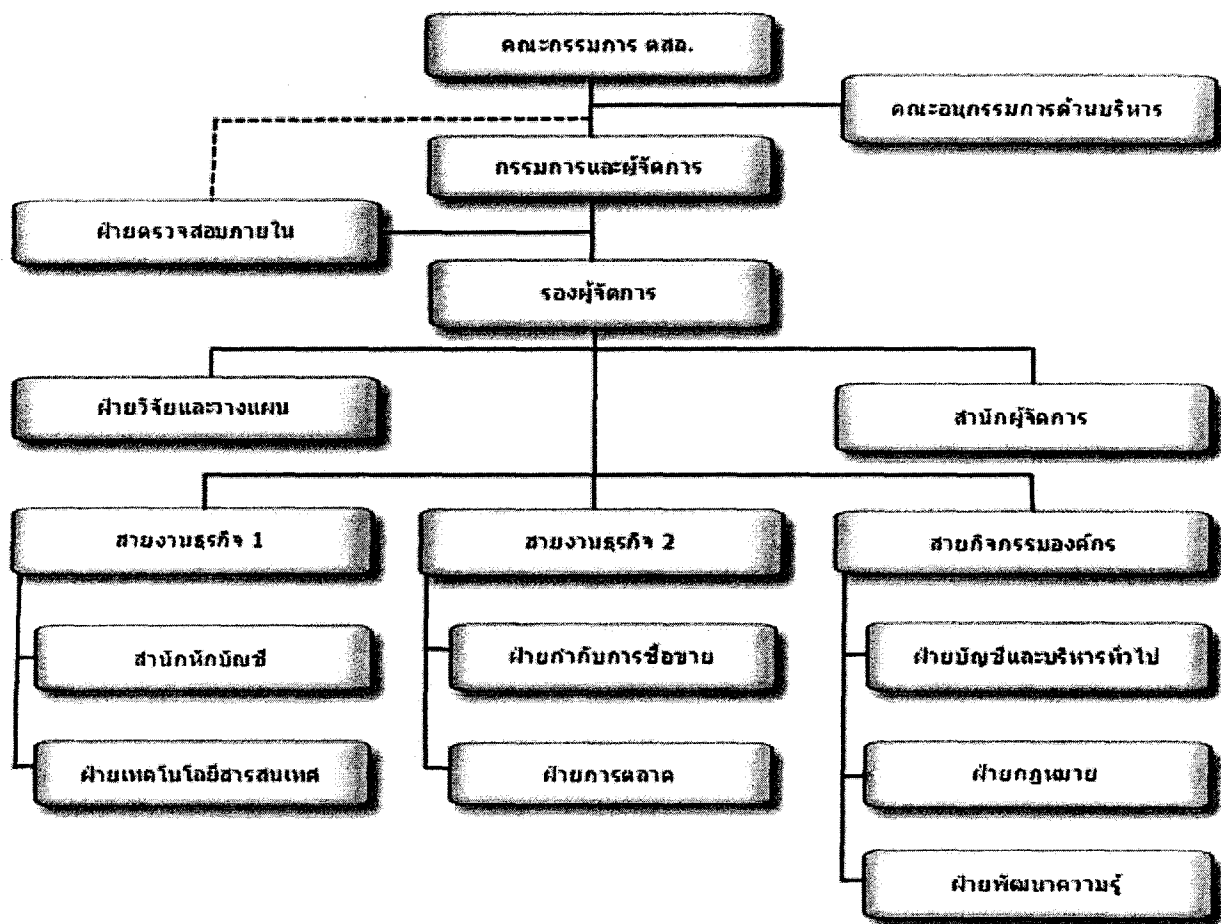 คณะกรรมการ ตสล.
คณะอนุกรรมการด้านบริหาร
กรรมการและผู้จัดการ
ฝ่ายตรวจสอบภายใน
รองผู้จัดการ
ฝ่ายวิจัยและวางแผน
สำนักผู้จัดการ
สายงานธุรกิจ 1
สายงานธุรกิจ 2
สายกิจกรรมองค์กร
สำนักหักบัญชี
ฝ่ายกำกับการซื้อขาย
ฝ่ายบัญชีและบริหารทั่วไป
ฝ่ายเทคโนโลยีสารสนเทศ
ฝ่ายการตลาด
ฝ่ายกฎหมาย
ฝ่ายพัฒนาความรู้